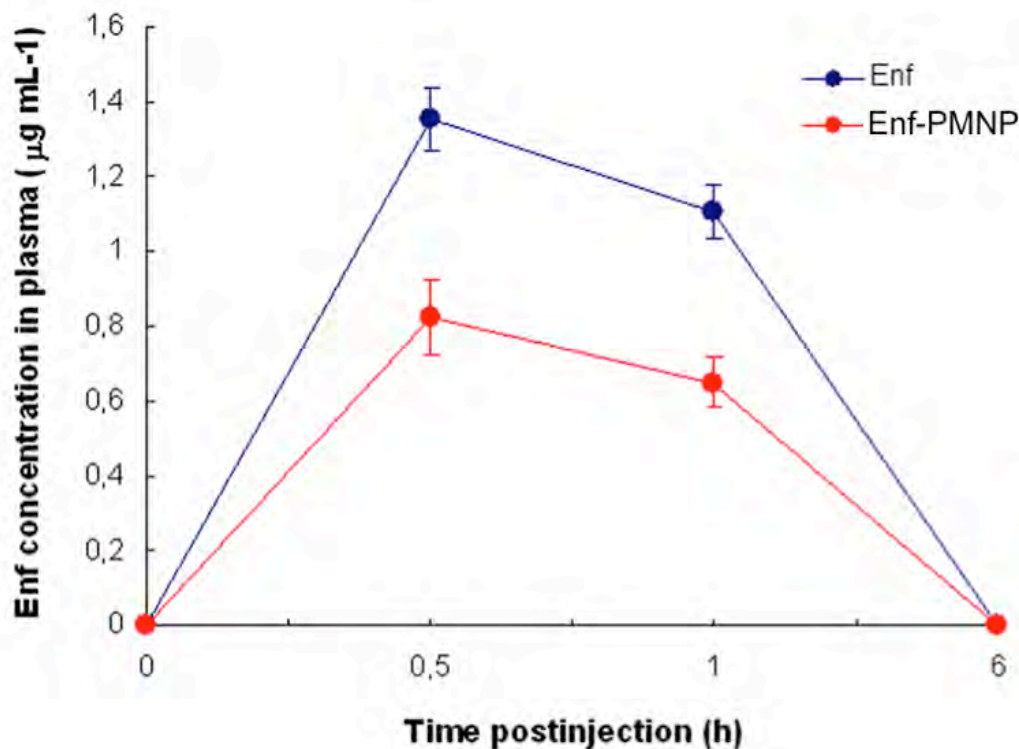 Enf concentration in plasma ( µg mL-1)
1,6
1,4
1,2
1
0,8
0,6
0,4
0,2
0
Enf
Enf-PMNP
0 0,5 1 6
Time postinjection (h)